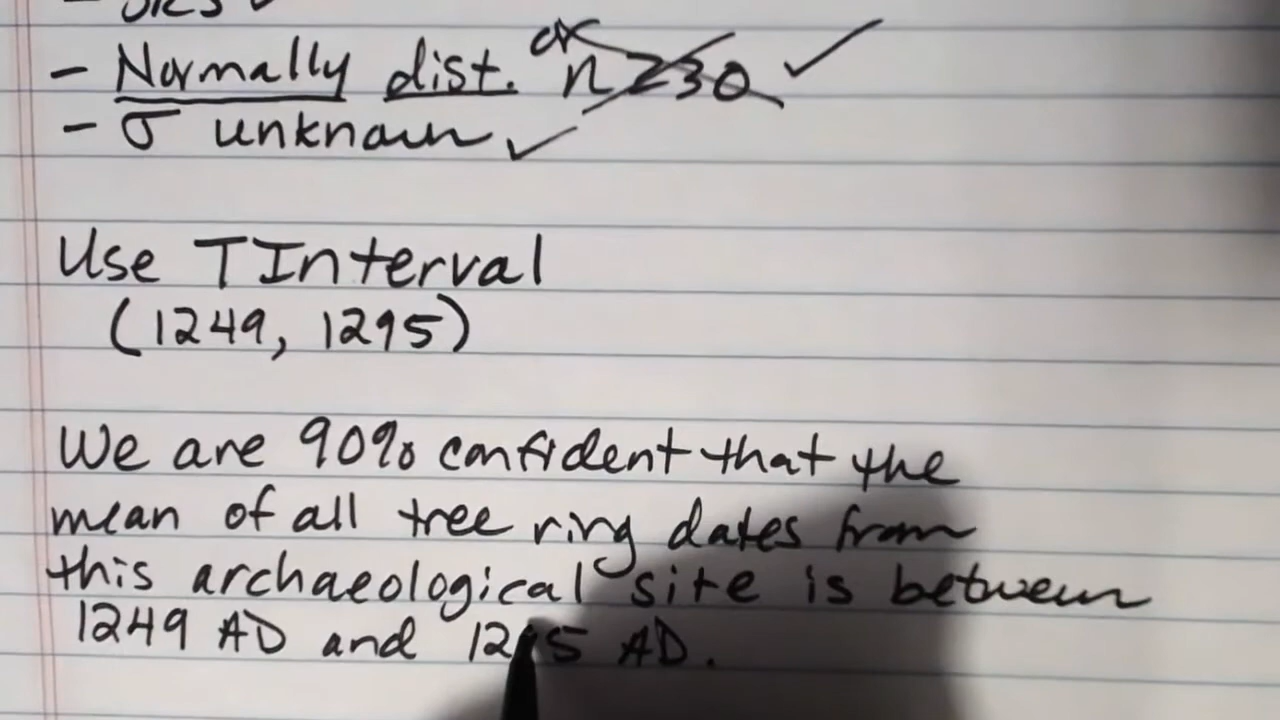 - Normally dist. or n≥30 ✓
- σ unknown ✓
Use TInterval
(1249, 1295)
We are 90% confident that the
mean of all tree ring dates from
this archaeological site is between
1249 AD and 1295 AD.